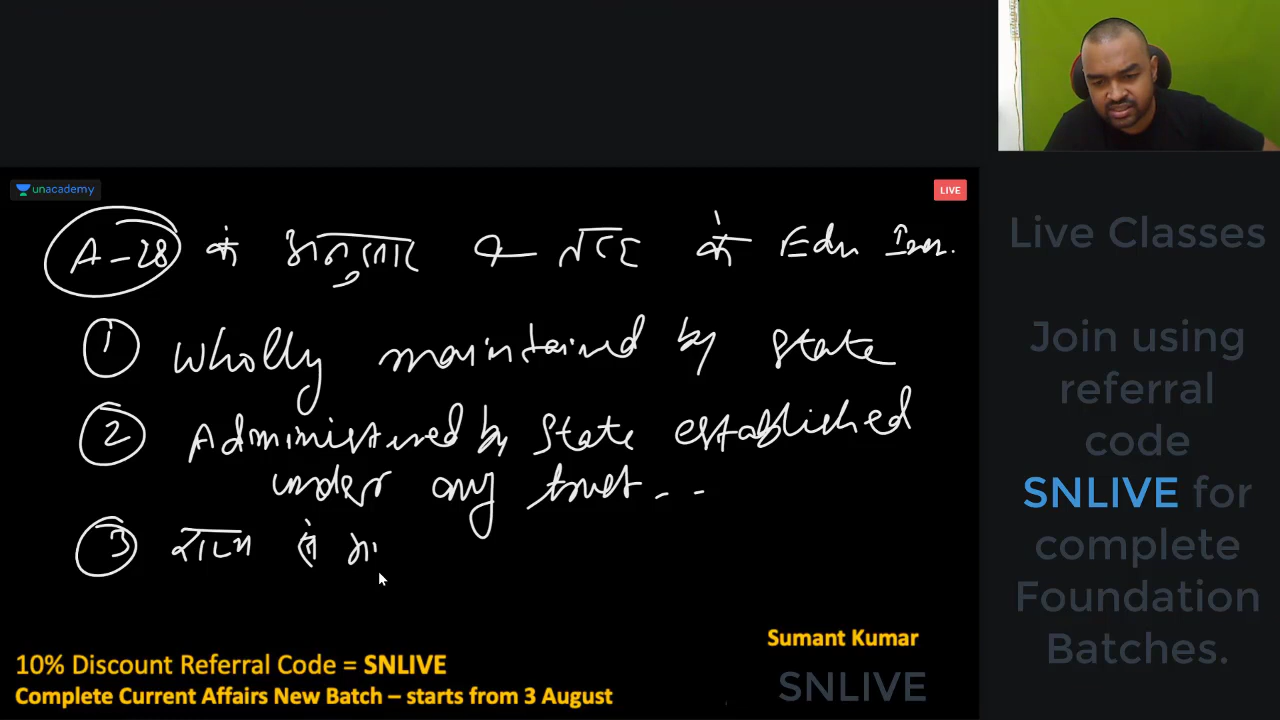 unacademy
LIVE
A-28 के अनुसार 4 तरह के Edu Ins.
1 Wholly maintained by State
2 Administered by State established
under any trust - -
3 राज्य से मा
10% Discount Referral Code = SNLIVE
Complete Current Affairs New Batch – starts from 3 August
Sumant Kumar
SNLIVE
Live Classes
Join using
referral
code
SNLIVE for
complete
Foundation
Batches.